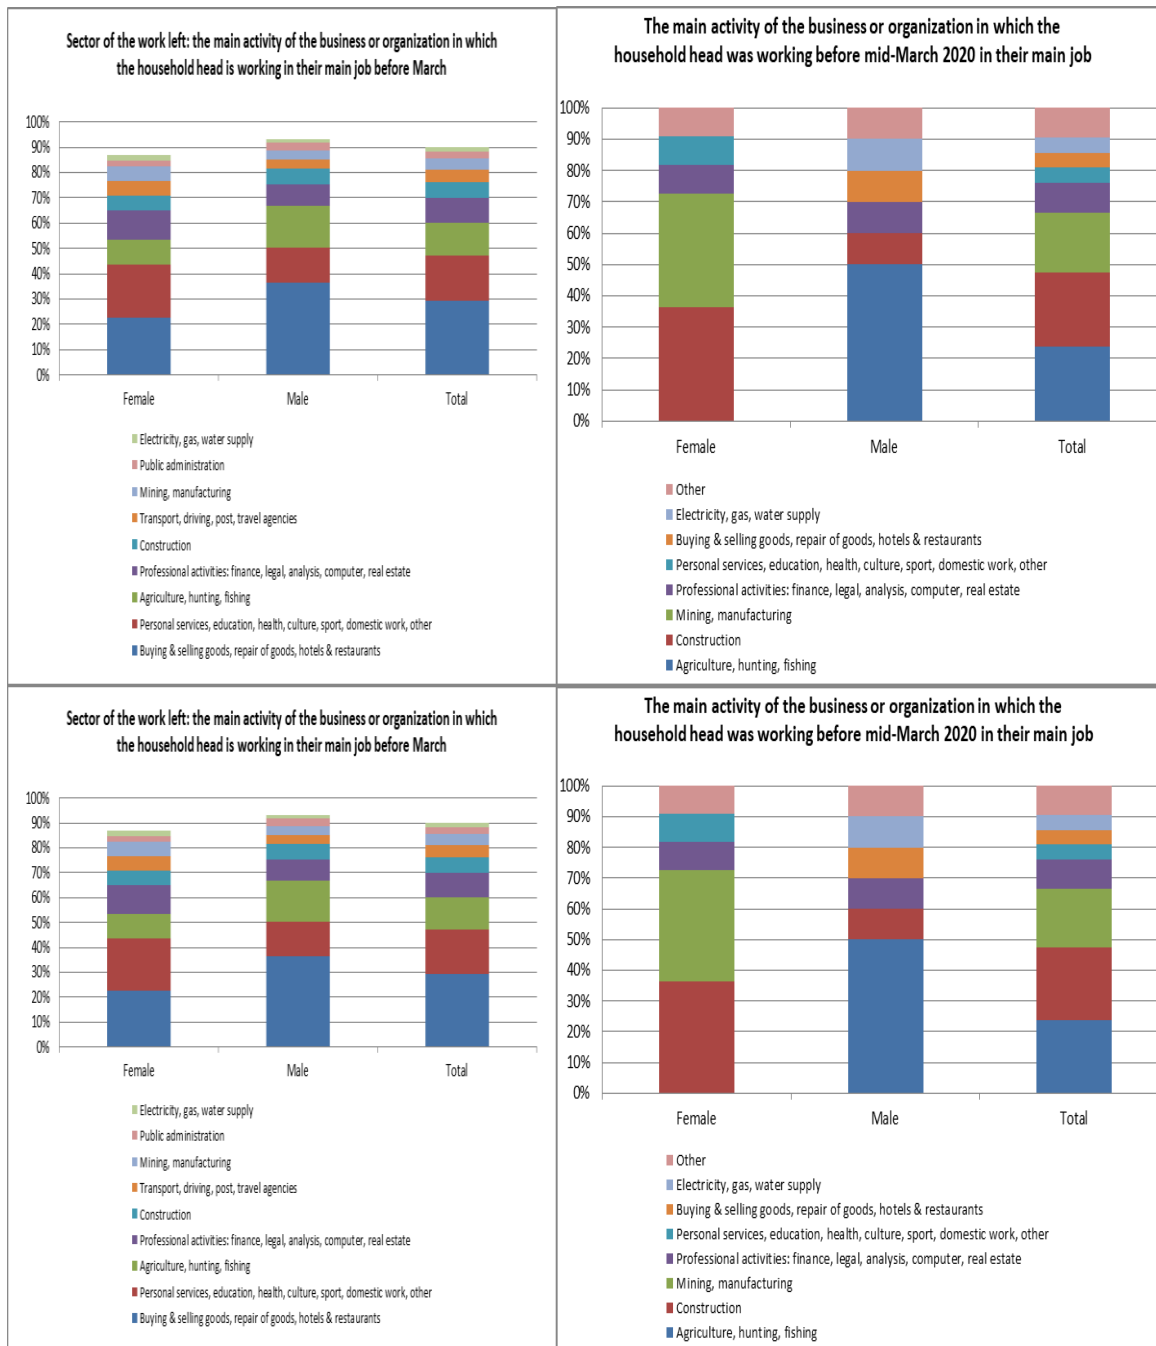 Sector of the work left: the main activity of the business or organization in which
the household head is working in their main job before March
100%
90%
80%
70%
60%
50%
40%
30%
20%
10%
0%
Female
Male
Total
Electricity, gas, water supply
Public administration
Mining, manufacturing
Transport, driving, post, travel agencies
Construction
Professional activities: finance, legal, analysis, computer, real estate
Agriculture, hunting, fishing
Personal services, education, health, culture, sport, domestic work, other
Buying & selling goods, repair of goods, hotels & restaurants
The main activity of the business or organization in which the
household head was working before mid-March 2020 in their main job
100%
90%
80%
70%
60%
50%
40%
30%
20%
10%
0%
Female
Male
Total
Other
Electricity, gas, water supply
Buying & selling goods, repair of goods, hotels & restaurants
Personal services, education, health, culture, sport, domestic work, other
Professional activities: finance, legal, analysis, computer, real estate
Mining, manufacturing
Construction
Agriculture, hunting, fishing
Sector of the work left: the main activity of the business or organization in which
the household head is working in their main job before March
100%
90%
80%
70%
60%
50%
40%
30%
20%
10%
0%
Female
Male
Total
Electricity, gas, water supply
Public administration
Mining, manufacturing
Transport, driving, post, travel agencies
Construction
Professional activities: finance, legal, analysis, computer, real estate
Agriculture, hunting, fishing
Personal services, education, health, culture, sport, domestic work, other
Buying & selling goods, repair of goods, hotels & restaurants
The main activity of the business or organization in which the
household head was working before mid-March 2020 in their main job
100%
90%
80%
70%
60%
50%
40%
30%
20%
10%
0%
Female
Male
Total
Other
Electricity, gas, water supply
Buying & selling goods, repair of goods, hotels & restaurants
Personal services, education, health, culture, sport, domestic work, other
Professional activities: finance, legal, analysis, computer, real estate
Mining, manufacturing
Construction
Agriculture, hunting, fishing